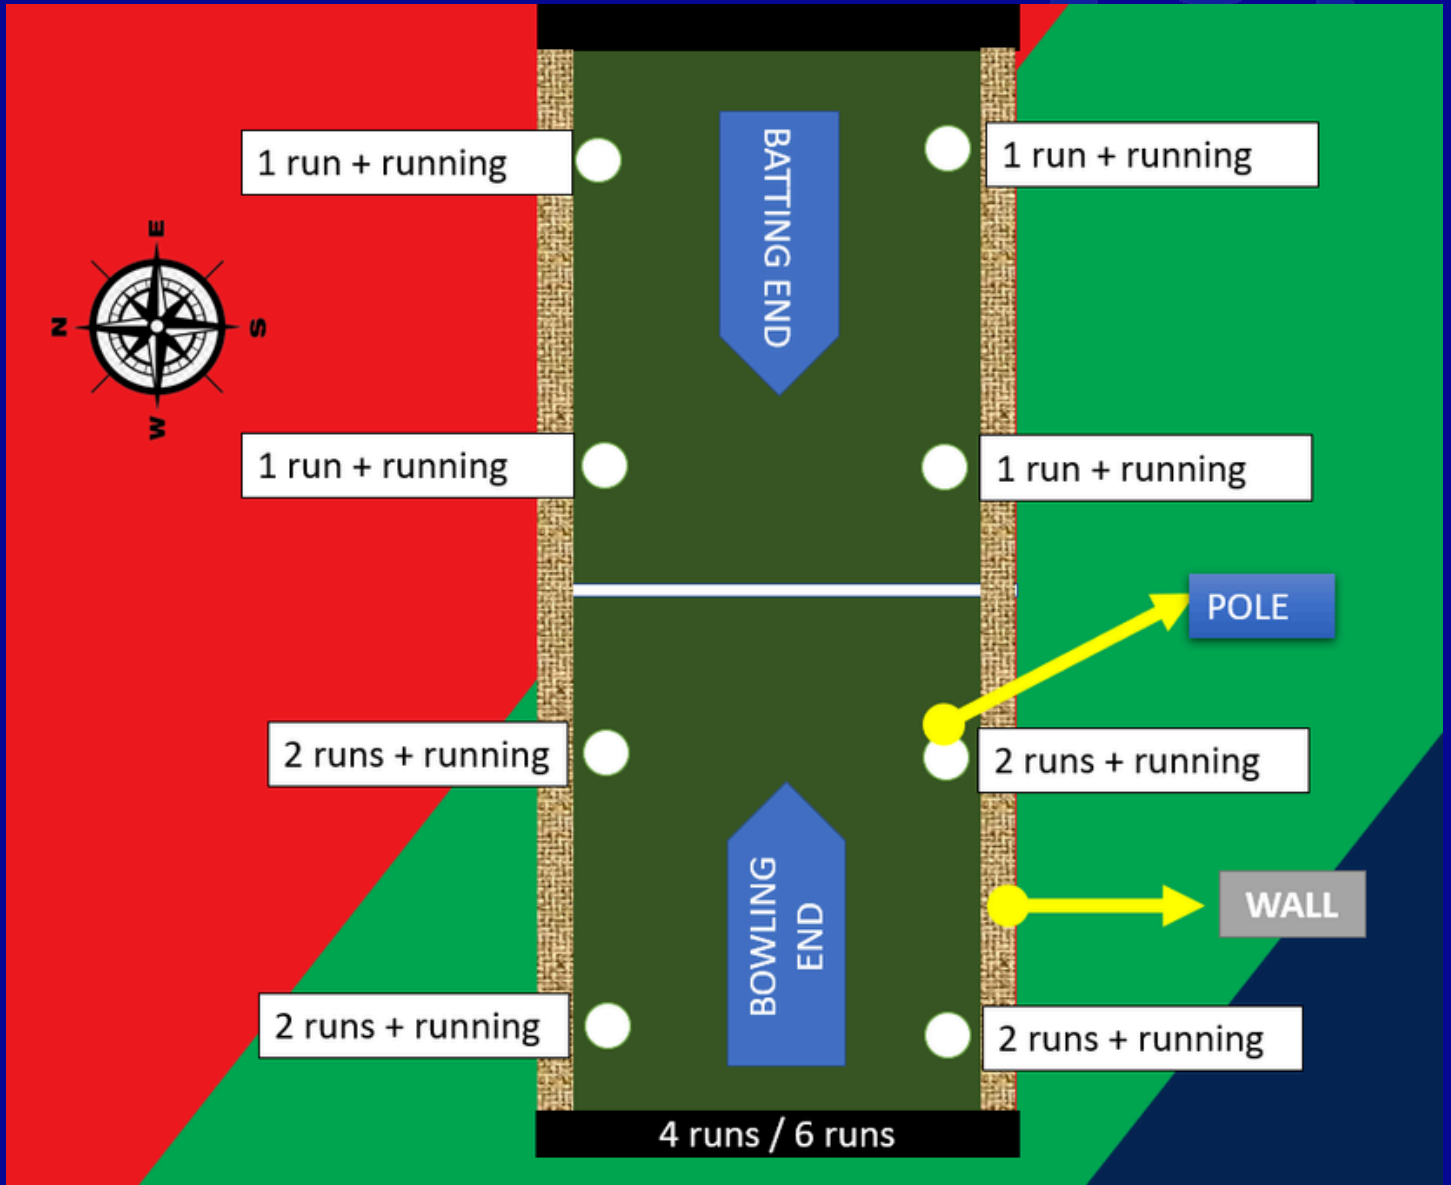 1 run + running
1 run + running
BATTING END
E
N
S
W
1 run + running
1 run + running
POLE
2 runs + running
2 runs + running
BOWLING
END
WALL
2 runs + running
2 runs + running
4 runs / 6 runs